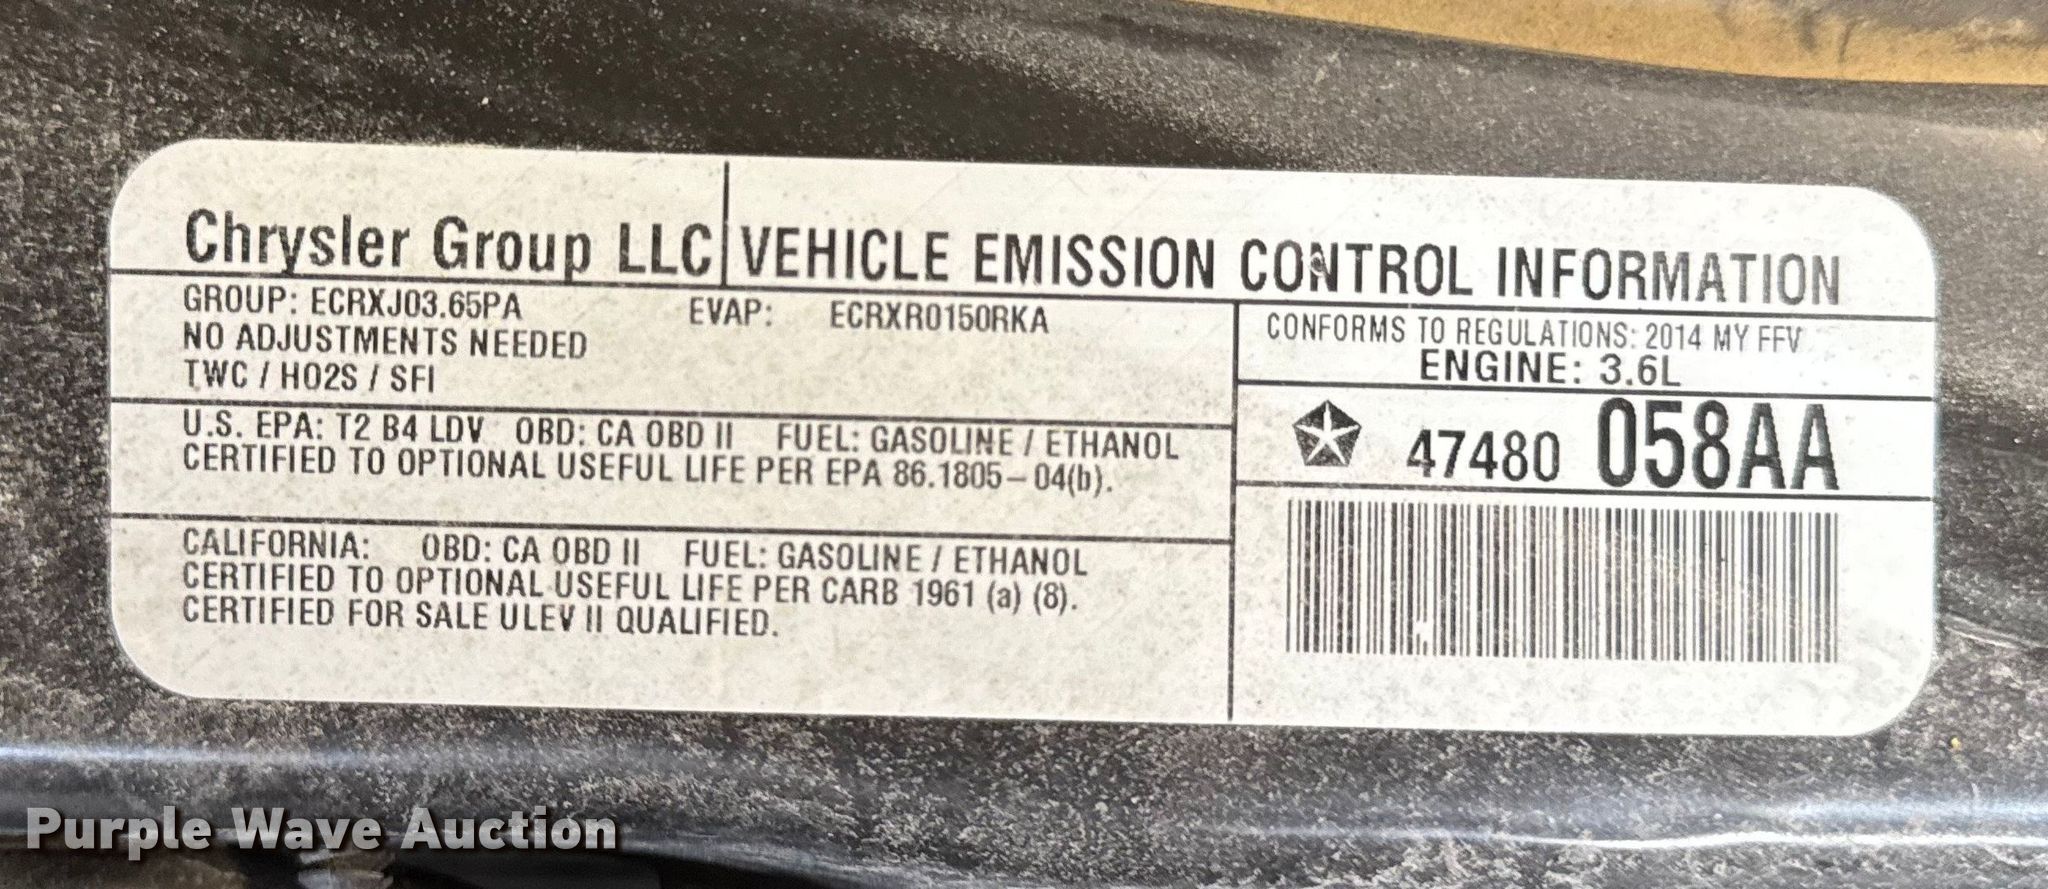 Chrysler Group LLC VEHICLE EMISSION CONTROL INFORMATION
GROUP: ECRXJ03.65PA EVAP: ECRXR0150RKA
NO ADJUSTMENTS NEEDED
TWC / HO2S / SFI
CONFORMS TO REGULATIONS: 2014 MY FFV
ENGINE: 3.6L
47480 058AA
U.S. EPA: T2 B4 LDV OBD: CA OBD II FUEL: GASOLINE / ETHANOL
CERTIFIED TO OPTIONAL USEFUL LIFE PER EPA 86.1805-04(b).
CALIFORNIA: OBD: CA OBD II FUEL: GASOLINE / ETHANOL
CERTIFIED TO OPTIONAL USEFUL LIFE PER CARB 1961 (a) (8).
CERTIFIED FOR SALE ULEV II QUALIFIED.
Purple Wave Auction